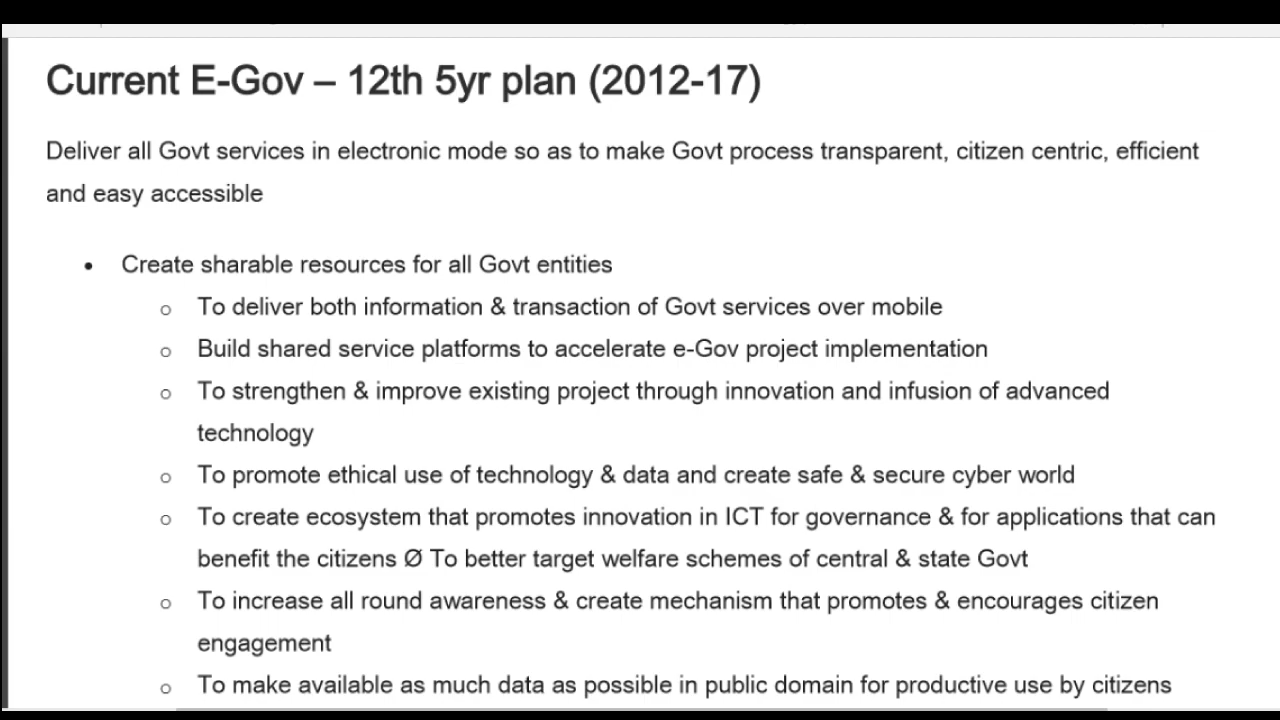 Current E-Gov – 12th 5yr plan (2012-17)
Deliver all Govt services in electronic mode so as to make Govt process transparent, citizen centric, efficient
and easy accessible
• Create sharable resources for all Govt entities
o To deliver both information & transaction of Govt services over mobile
o Build shared service platforms to accelerate e-Gov project implementation
o To strengthen & improve existing project through innovation and infusion of advanced
technology
o To promote ethical use of technology & data and create safe & secure cyber world
o To create ecosystem that promotes innovation in ICT for governance & for applications that can
benefit the citizens Ø To better target welfare schemes of central & state Govt
o To increase all round awareness & create mechanism that promotes & encourages citizen
engagement
o To make available as much data as possible in public domain for productive use by citizens